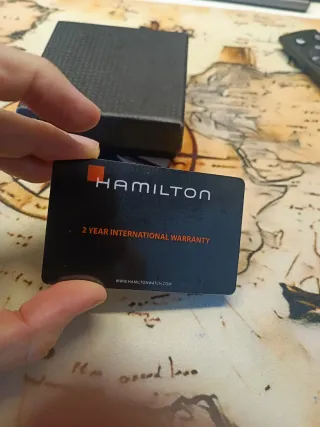 HAMILTON
2 YEAR INTERNATIONAL WARRANTY
WWW.HAMILTONWATCH.COM